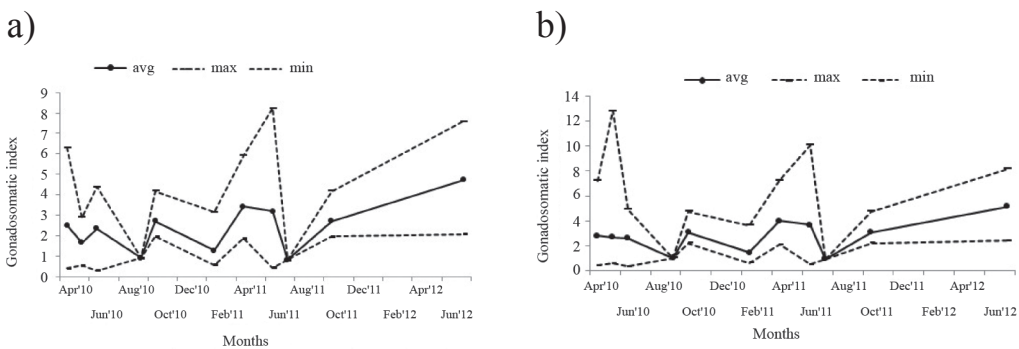 a)
avg max min
Gonadosomatic index
9
8
7
6
5
4
3
2
1
0
Apr'10 Aug'10 Dec'10 Apr'11 Aug'11 Dec'11 Apr'12
Jun'10 Oct'10 Feb'11 Jun'11 Oct'11 Feb'12 Jun'12
Months
b)
avg max min
Gonadosomatic index
14
12
10
8
6
4
2
0
Apr'10 Aug'10 Dec'10 Apr'11 Aug'11 Dec'11 Apr'12
Jun'10 Oct'10 Feb'11 Jun'11 Oct'11 Feb'12 Jun'12
Months